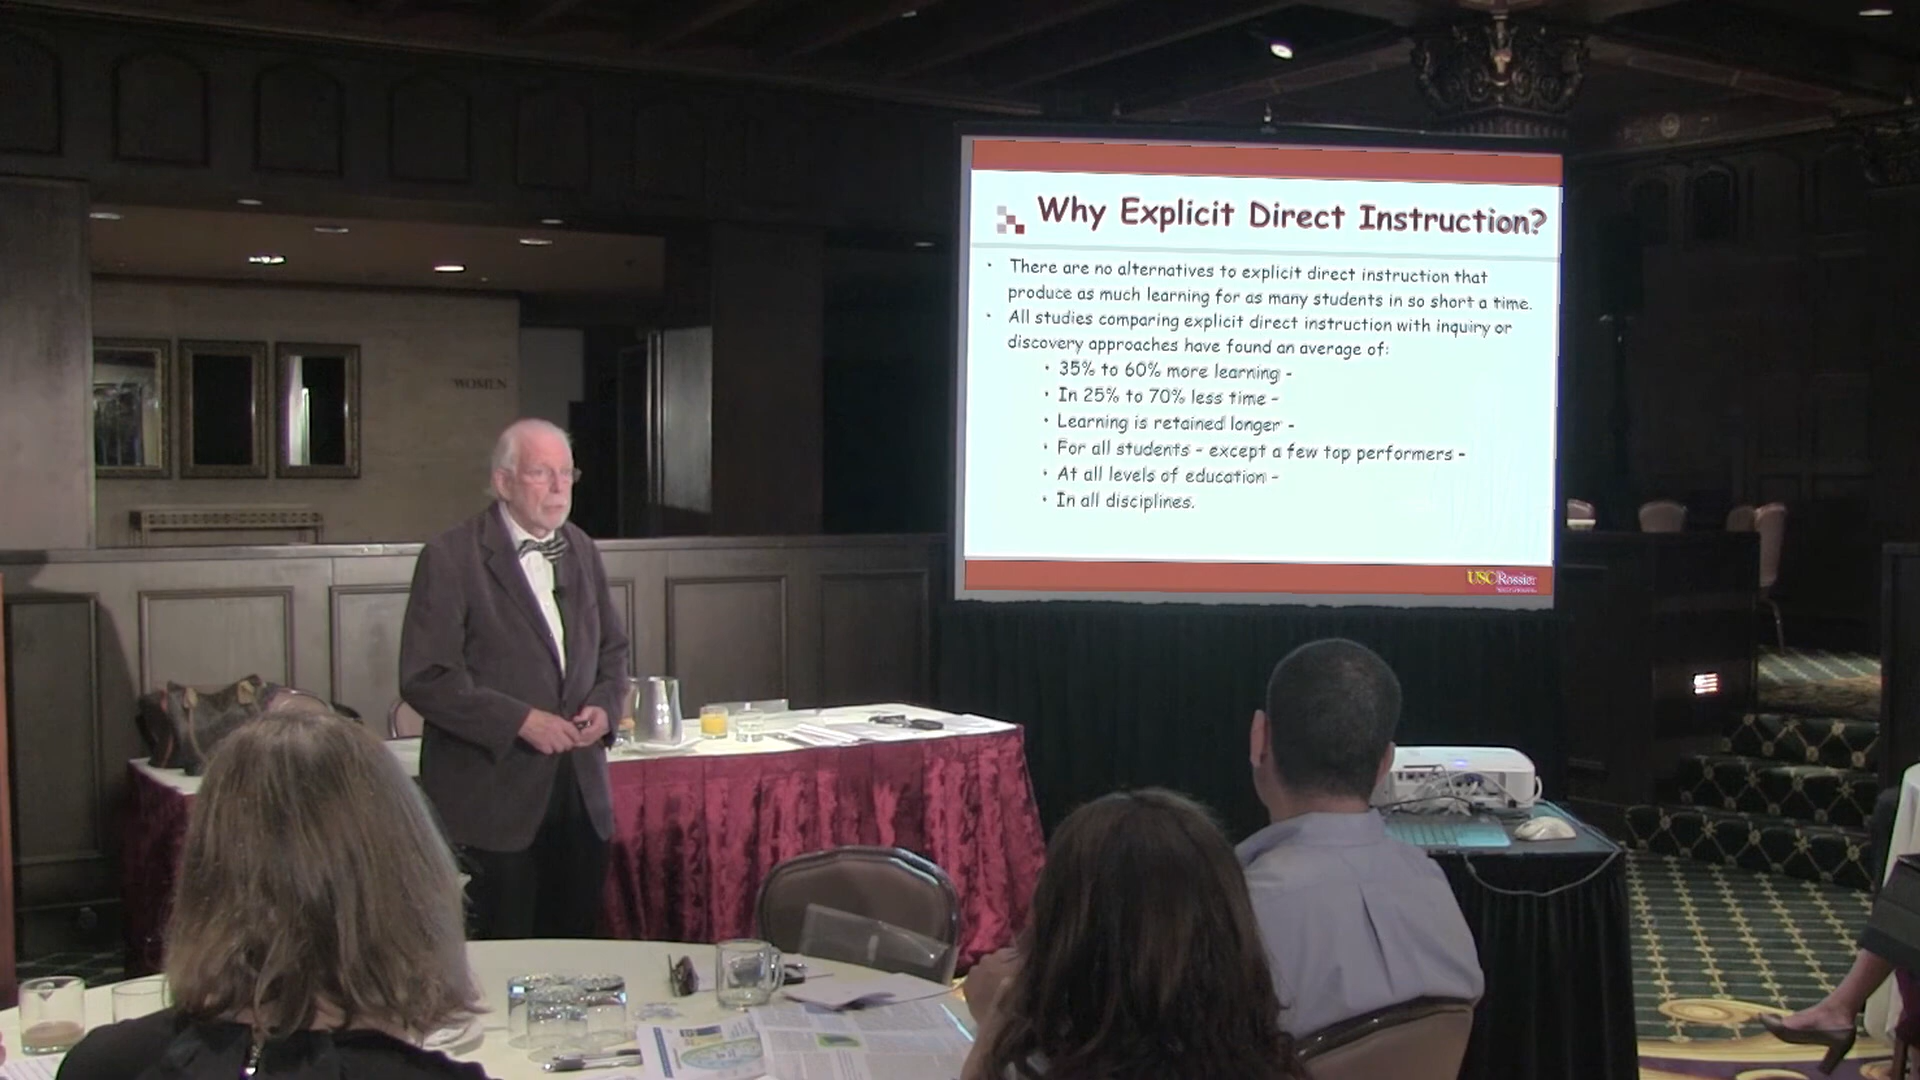 WOMEN
Why Explicit Direct Instruction?
• There are no alternatives to explicit direct instruction that
produce as much learning for as many students in so short a time.
• All studies comparing explicit direct instruction with inquiry or
discovery approaches have found an average of:
• 35% to 60% more learning -
• In 25% to 70% less time -
• Learning is retained longer -
• For all students - except a few top performers -
• At all levels of education -
• In all disciplines.
USC Rossier